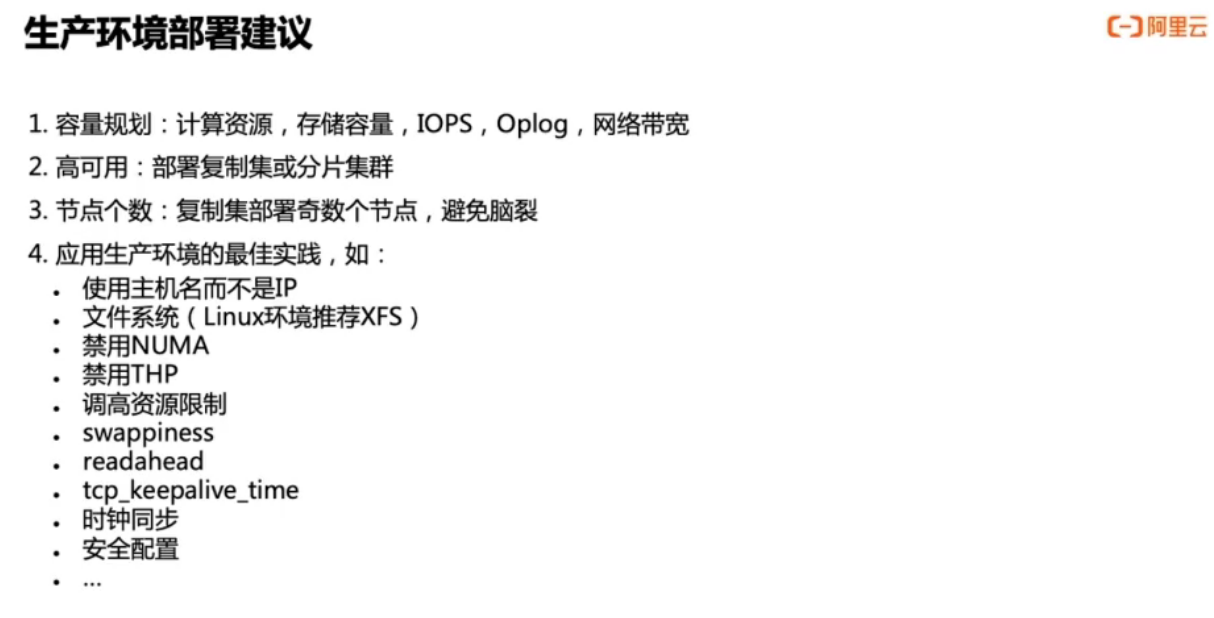 生产环境部署建议
阿里云
1. 容量规划：计算资源，存储容量，IOPS，Oplog，网络带宽
2. 高可用：部署复制集或分片集群
3. 节点个数：复制集部署奇数个节点，避免脑裂
4. 应用生产环境的最佳实践，如：
• 使用主机名而不是IP
• 文件系统（Linux环境推荐XFS）
• 禁用NUMA
• 禁用THP
• 调高资源限制
• swappiness
• readahead
• tcp_keepalive_time
• 时钟同步
• 安全配置
• ...